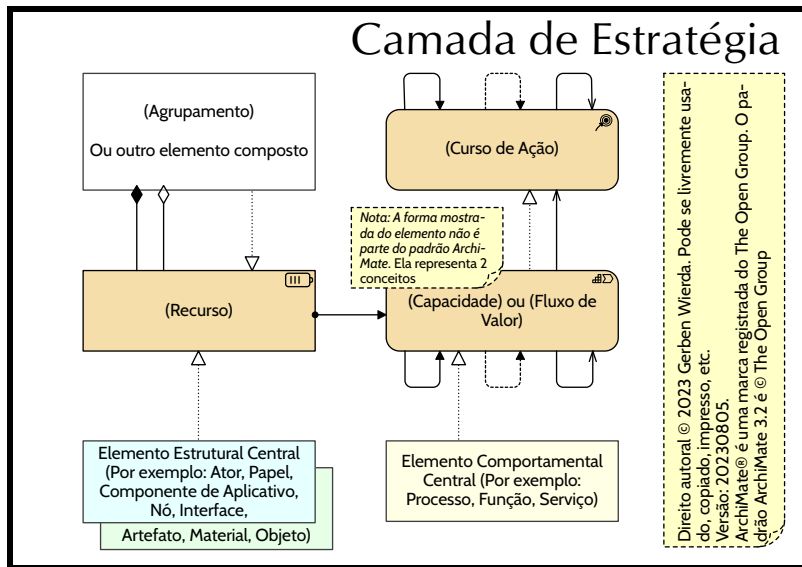 Camada de Estratégia
(Agrupamento)
Ou outro elemento composto
(Curso de Ação)
Nota: A forma mostra-
da do elemento não é
parte do padrão Archi-
Mate. Ela representa 2
conceitos
(Recurso)
(Capacidade) ou (Fluxo de
Valor)
Elemento Estrutural Central
(Por exemplo: Ator, Papel,
Componente de Aplicativo,
Nó, Interface,
Artefato, Material, Objeto)
Elemento Comportamental
Central (Por exemplo:
Processo, Função, Serviço)
Direito autoral © 2023 Gerben Wierda. Pode se livremente usa-
do, copiado, impresso, etc.
Versão: 20230805.
ArchiMate® é uma marca registrada do The Open Group. O pa-
drão ArchiMate 3.2 é © The Open Group